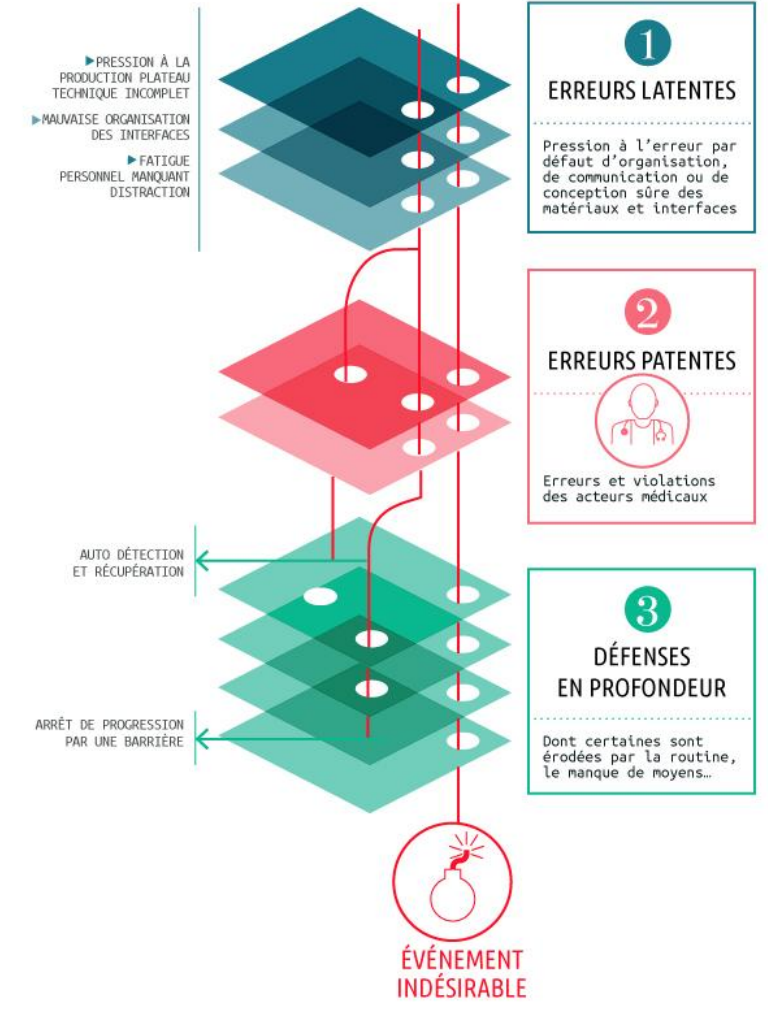 ▶PRESSION À LA
PRODUCTION PLATEAU
TECHNIQUE INCOMPLET
▶MAUVAISE ORGANISATION
DES INTERFACES
▶FATIGUE
PERSONNEL MANQUANT
DISTRACTION
1
ERREURS LATENTES
Pression à l'erreur par
défaut d'organisation,
de communication ou de
conception sûre des
matériaux et interfaces
2
ERREURS PATENTES
Erreurs et violations
des acteurs médicaux
AUTO DÉTECTION
ET RÉCUPÉRATION
ARRÊT DE PROGRESSION
PAR UNE BARRIÈRE
3
DÉFENSES
EN PROFONDEUR
Dont certaines sont
érodées par la routine,
le manque de moyens…
ÉVÉNEMENT
INDÉSIRABLE